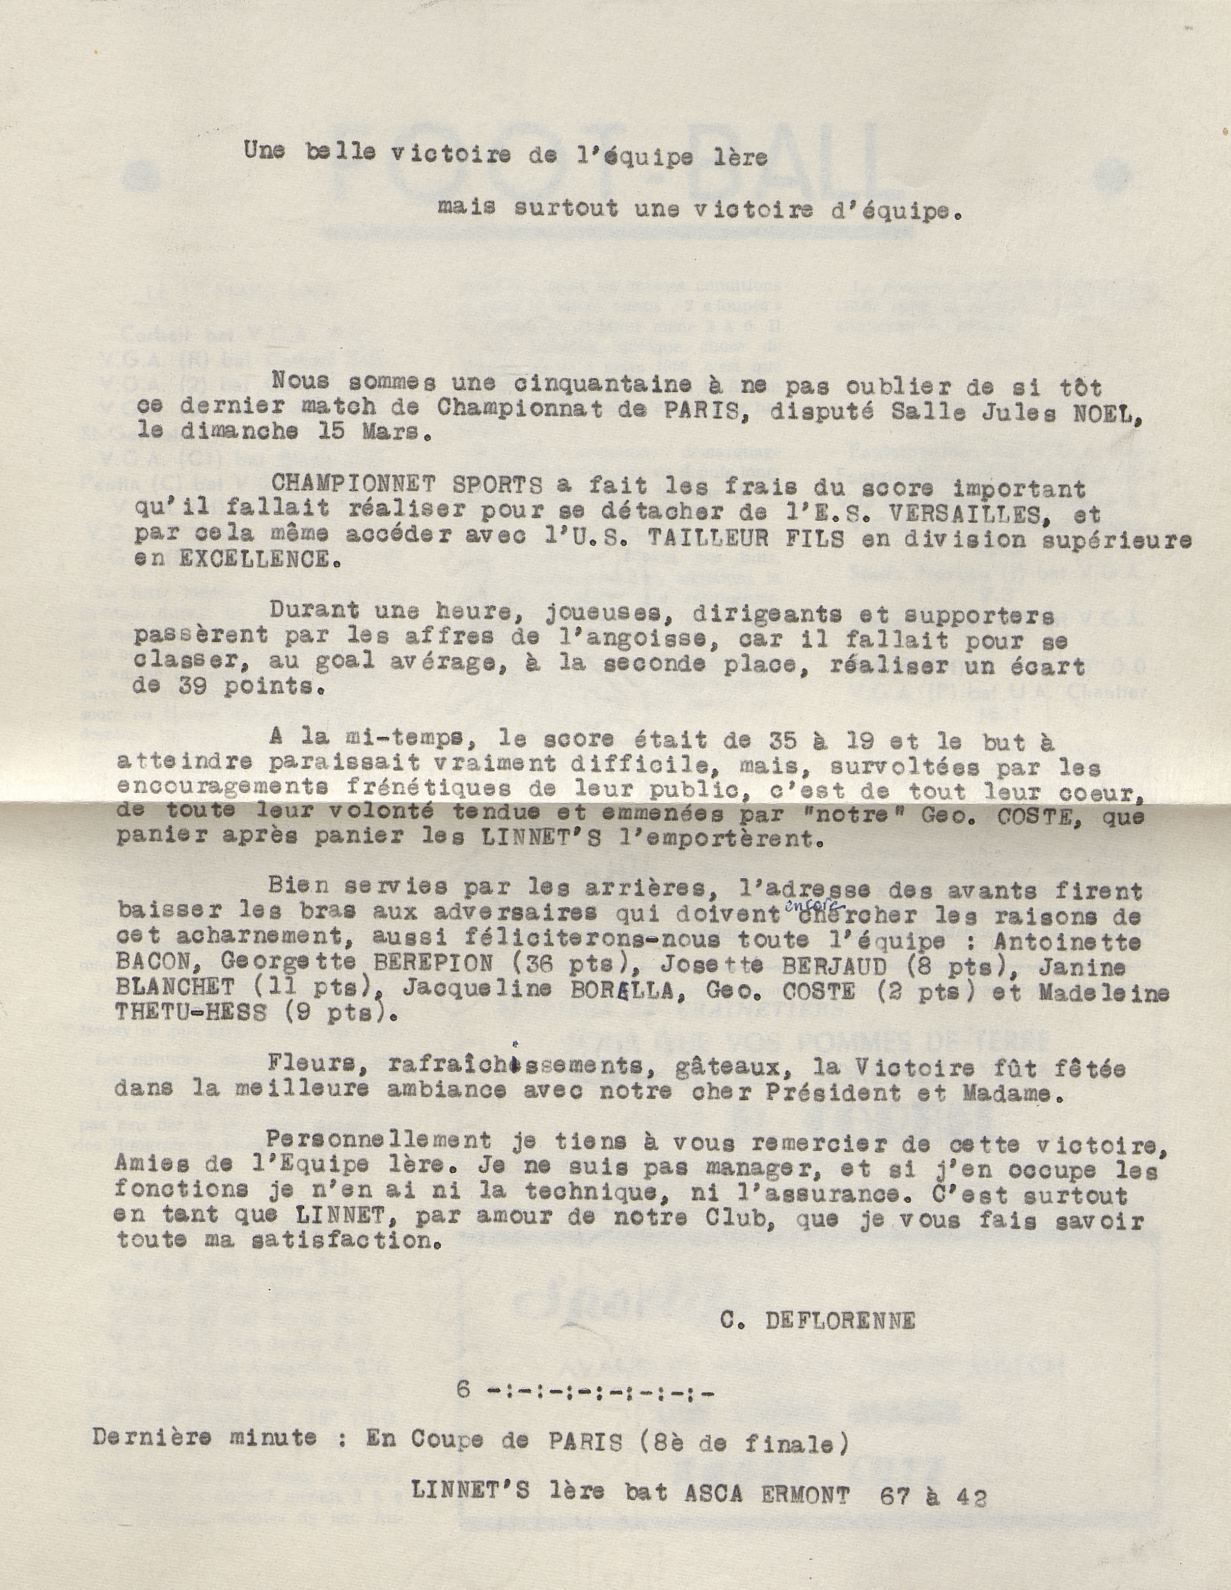 Une belle victoire de l'équipe lère
mais surtout une victoire d'équipe.
Nous sommes une cinquantaine à ne pas oublier de si tôt
ce dernier match de Championnat de PARIS, disputé Salle Jules NOEL,
le dimanche 15 Mars.
CHAMPIONNET SPORTS a fait les frais du score important
qu'il fallait réaliser pour se détacher de l'E.S. VERSAILLES, et
par cela même accéder avec l'U.S. TAILLEUR FILS en division supérieure
en EXCELLENCE.
Durant une heure, joueuses, dirigeants et supporters
passèrent par les affres de l'angoisse, car il fallait pour se
classer, au goal avérage, à la seconde place, réaliser un écart
de 39 points.
A la mi-temps, le score était de 35 à 19 et le but à
atteindre paraissait vraiment difficile, mais, survoltées par les
encouragements frénétiques de leur public, c'est de tout leur coeur,
de toute leur volonté tendue et emmenées par "notre" Geo. COSTE, que
panier après panier les LINNET'S l'emportèrent.
Bien servies par les arrières, l'adresse des avants firent
baisser les bras aux adversaires qui doivent encore chercher les raisons de
cet acharnement, aussi féliciterons-nous toute l'équipe : Antoinette
BACON, Georgette BEREPION (36 pts), Josette BERJAUD (8 pts), Janine
BLANCHET (11 pts), Jacqueline BORELLA, Geo. COSTE (2 pts) et Madeleine
THETU-HESS (9 pts).
Fleurs, rafraîchissements, gâteaux, la Victoire fût fêtée
dans la meilleure ambiance avec notre cher Président et Madame.
Personnellement je tiens à vous remercier de cette victoire,
Amies de l'Equipe lère. Je ne suis pas manager, et si j'en occupe les
fonctions je n'en ai ni la technique, ni l'assurance. C'est surtout
en tant que LINNET, par amour de notre Club, que je vous fais savoir
toute ma satisfaction.
C. DEFLORENNE
6 -:-:-:-:-:-:-:-
Dernière minute : En Coupe de PARIS (8è de finale)
LINNET'S lère bat ASCA ERMONT 67 à 42